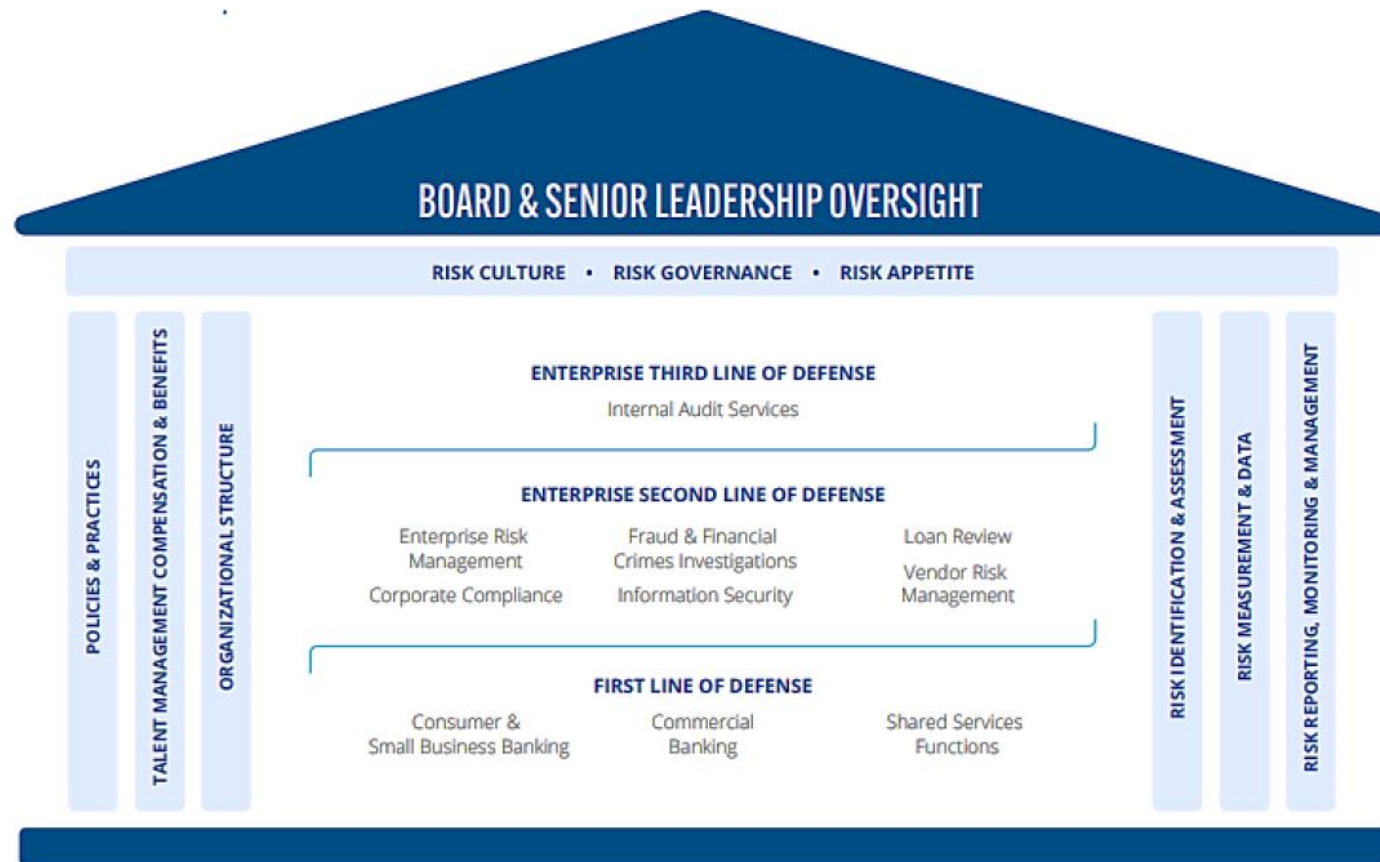 BOARD & SENIOR LEADERSHIP OVERSIGHT
RISK CULTURE • RISK GOVERNANCE • RISK APPETITE
POLICIES & PRACTICES
TALENT MANAGEMENT COMPENSATION & BENEFITS
ORGANIZATIONAL STRUCTURE
ENTERPRISE THIRD LINE OF DEFENSE
Internal Audit Services
ENTERPRISE SECOND LINE OF DEFENSE
Enterprise Risk
Management
Corporate Compliance
Fraud & Financial
Crimes Investigations
Information Security
Loan Review
Vendor Risk
Management
FIRST LINE OF DEFENSE
Consumer &
Small Business Banking
Commercial
Banking
Shared Services
Functions
RISK IDENTIFICATION & ASSESSMENT
RISK MEASUREMENT & DATA
RISK REPORTING, MONITORING & MANAGEMENT